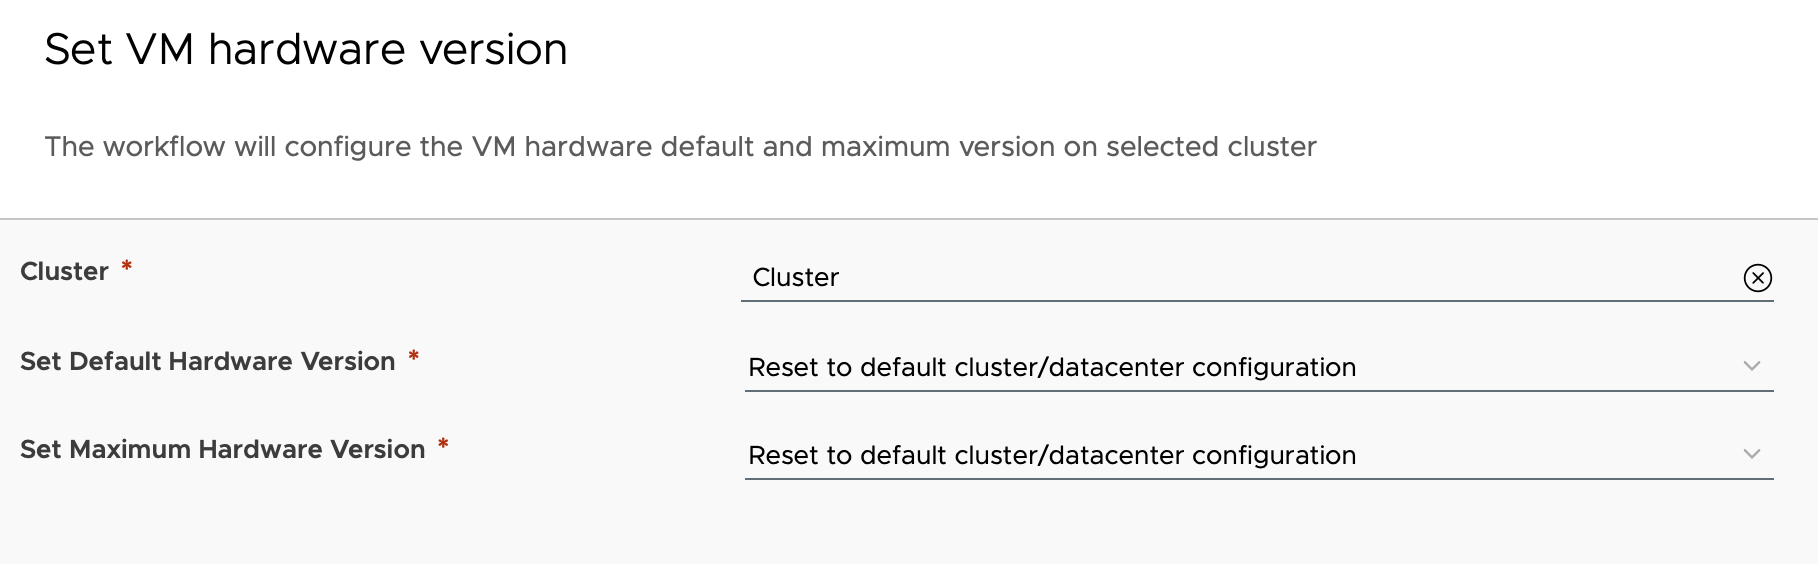 Set VM hardware version
The workflow will configure the VM hardware default and maximum version on selected cluster
Cluster *
Cluster
Set Default Hardware Version *
Reset to default cluster/datacenter configuration
Set Maximum Hardware Version *
Reset to default cluster/datacenter configuration